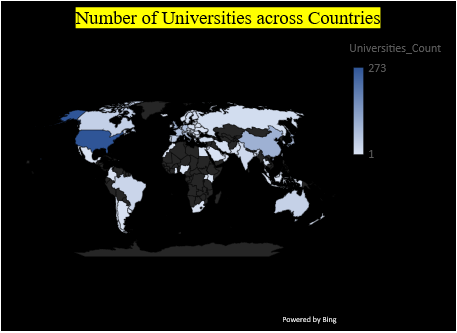 Number of Universities across Countries
Universities_Count
273
1
Powered by Bing